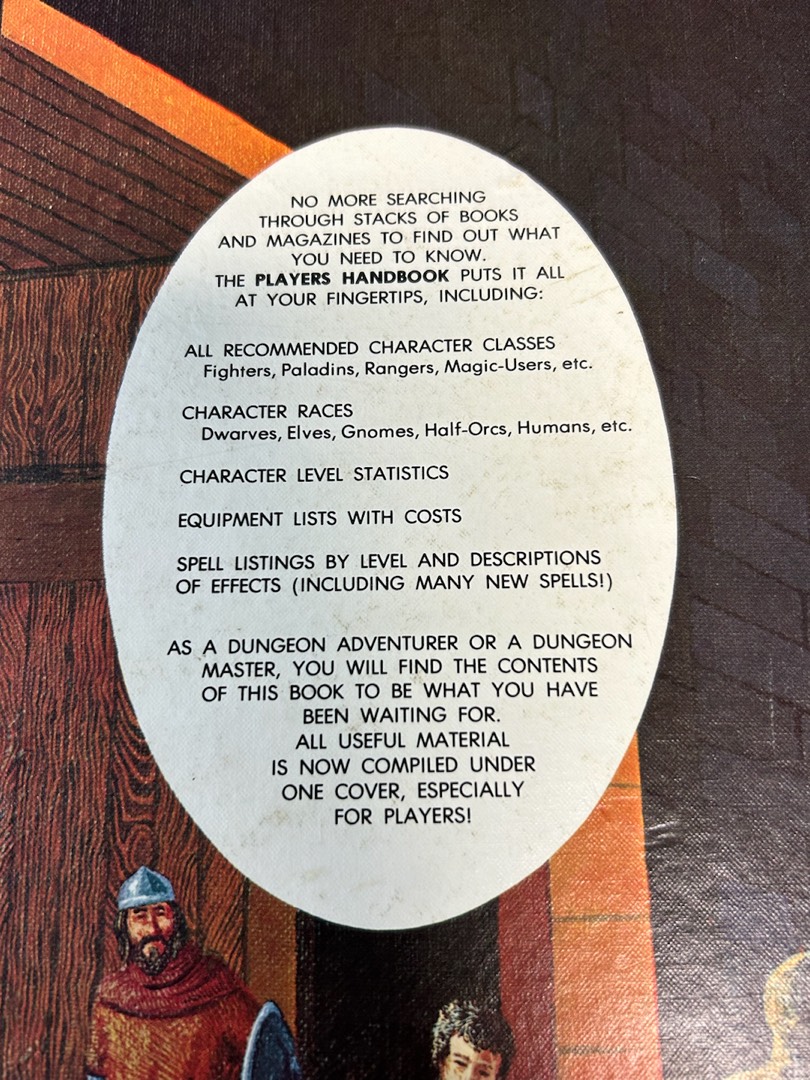 NO MORE SEARCHING
THROUGH STACKS OF BOOKS
AND MAGAZINES TO FIND OUT WHAT
YOU NEED TO KNOW.
THE PLAYERS HANDBOOK PUTS IT ALL
AT YOUR FINGERTIPS, INCLUDING:
ALL RECOMMENDED CHARACTER CLASSES
Fighters, Paladins, Rangers, Magic-Users, etc.
CHARACTER RACES
Dwarves, Elves, Gnomes, Half-Orcs, Humans, etc.
CHARACTER LEVEL STATISTICS
EQUIPMENT LISTS WITH COSTS
SPELL LISTINGS BY LEVEL AND DESCRIPTIONS
OF EFFECTS (INCLUDING MANY NEW SPELLS!)
AS A DUNGEON ADVENTURER OR A DUNGEON
MASTER, YOU WILL FIND THE CONTENTS
OF THIS BOOK TO BE WHAT YOU HAVE
BEEN WAITING FOR.
ALL USEFUL MATERIAL
IS NOW COMPILED UNDER
ONE COVER, ESPECIALLY
FOR PLAYERS!